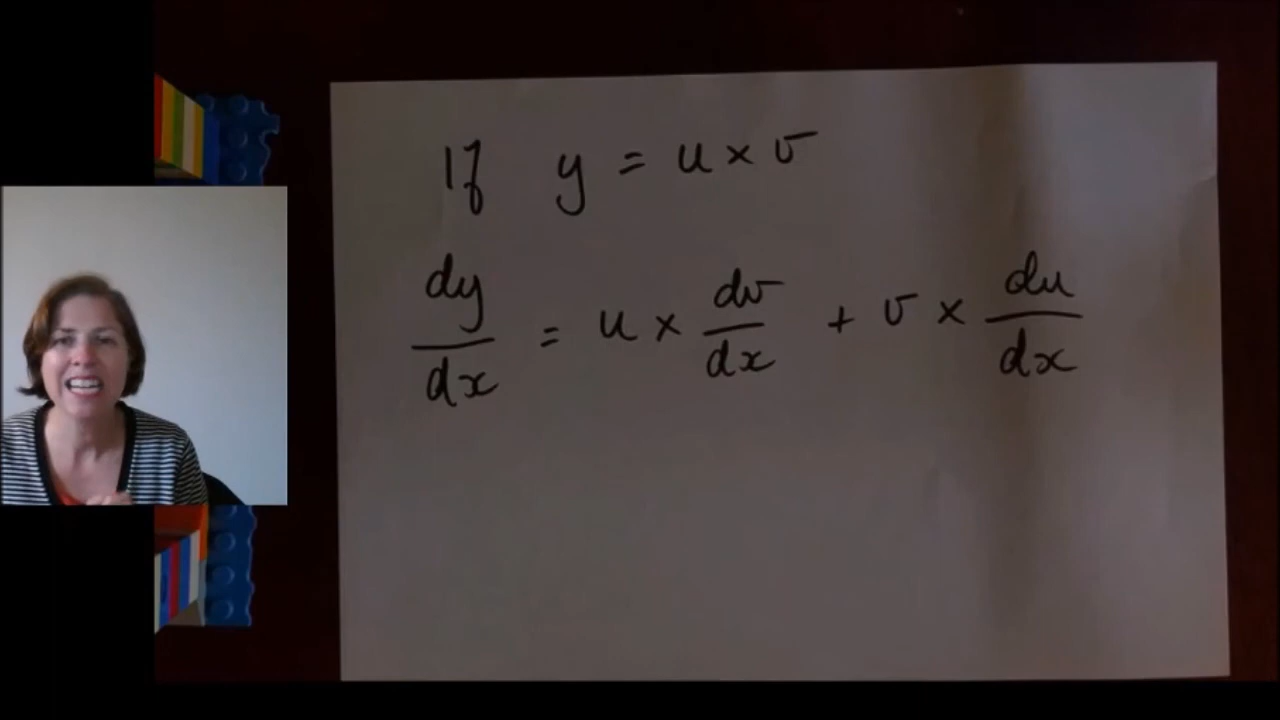 If y = u × v
dy/dx = u × dv/dx + v × du/dx